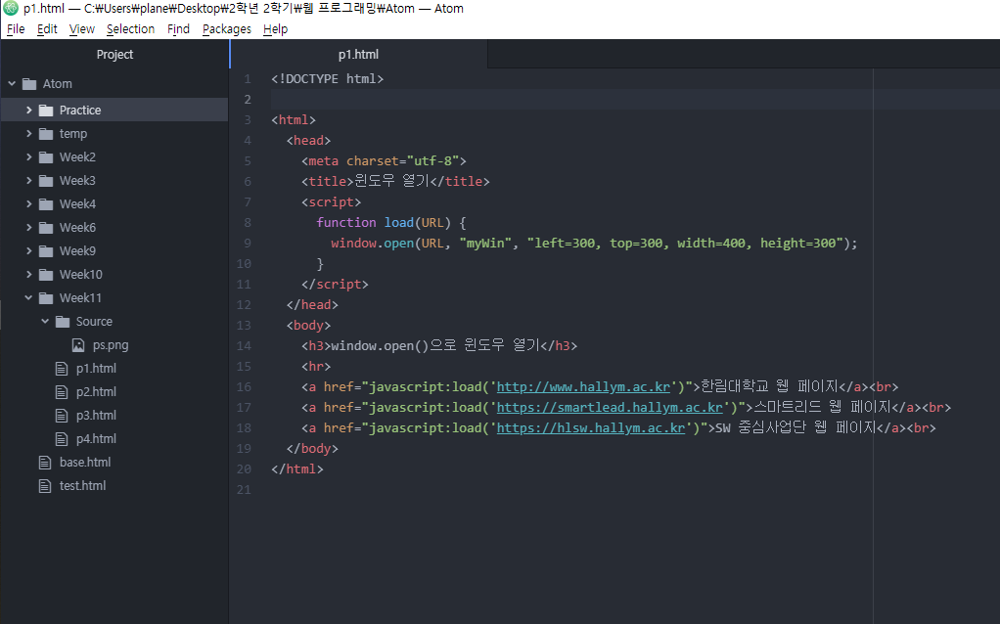 p1.html — C:₩Users₩plane₩Desktop₩2학년 2학기₩웹 프로그래밍₩Atom — Atom
File Edit View Selection Find Packages Help
Project
Atom
Practice
temp
Week2
Week3
Week4
Week6
Week9
Week10
Week11
Source
ps.png
p1.html
p2.html
p3.html
p4.html
base.html
test.html
p1.html
1 <!DOCTYPE html>
2
3 <html>
4 <head>
5 <meta charset="utf-8">
6 <title>윈도우 열기</title>
7 <script>
8 function load(URL) {
9 window.open(URL, "myWin", "left=300, top=300, width=400, height=300");
10 }
11 </script>
12 </head>
13 <body>
14 <h3>window.open()으로 윈도우 열기</h3>
15 <hr>
16 <a href="javascript:load('http://www.hallym.ac.kr')">한림대학교 웹 페이지</a><br>
17 <a href="javascript:load('https://smartlead.hallym.ac.kr')">스마트리드 웹 페이지</a><br>
18 <a href="javascript:load('https://hlsw.hallym.ac.kr')">SW 중심사업단 웹 페이지</a><br>
19 </body>
20 </html>
21